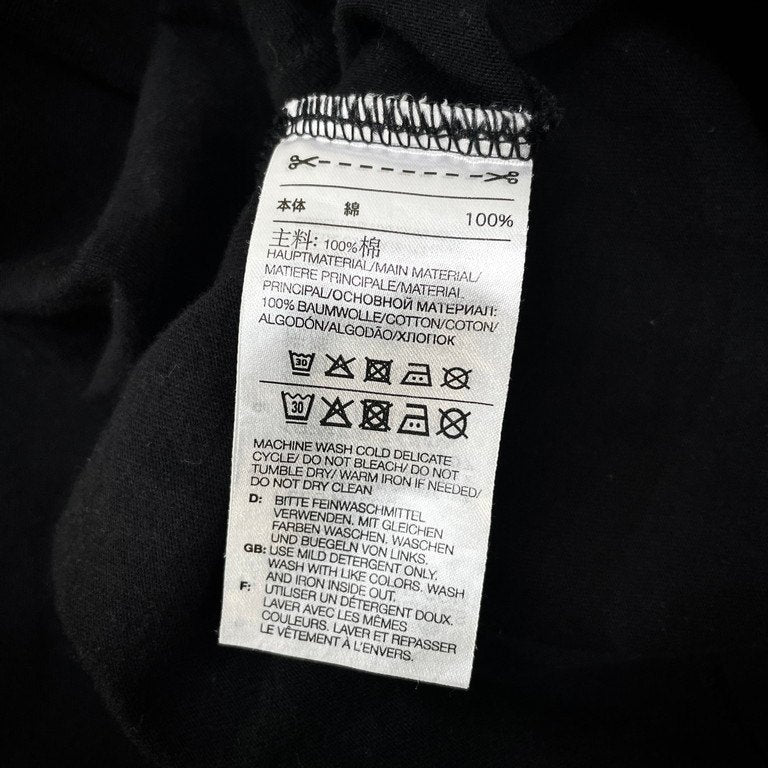 本体 綿 100%
主料: 100%棉
HAUPTMATERIAL/MAIN MATERIAL/
MATIERE PRINCIPALE/MATERIAL
PRINCIPAL/ОСНОВНОЙ МАТЕРИАЛ:
100% BAUMWOLLE/COTTON/COTON/
ALGODÓN/ALGODÃO/ХЛОПОК
30
30
MACHINE WASH COLD DELICATE
CYCLE/ DO NOT BLEACH/ DO NOT
TUMBLE DRY/ WARM IRON IF NEEDED/
DO NOT DRY CLEAN
D: BITTE FEINWASCHMITTEL
VERWENDEN. MIT GLEICHEN
FARBEN WASCHEN. WASCHEN
UND BUEGELN VON LINKS.
GB: USE MILD DETERGENT ONLY.
WASH WITH LIKE COLORS. WASH
AND IRON INSIDE OUT.
F: UTILISER UN DÉTERGENT DOUX.
LAVER AVEC LES MÊMES
COULEURS. LAVER ET REPASSER
LE VÊTEMENT À L'ENVERS.